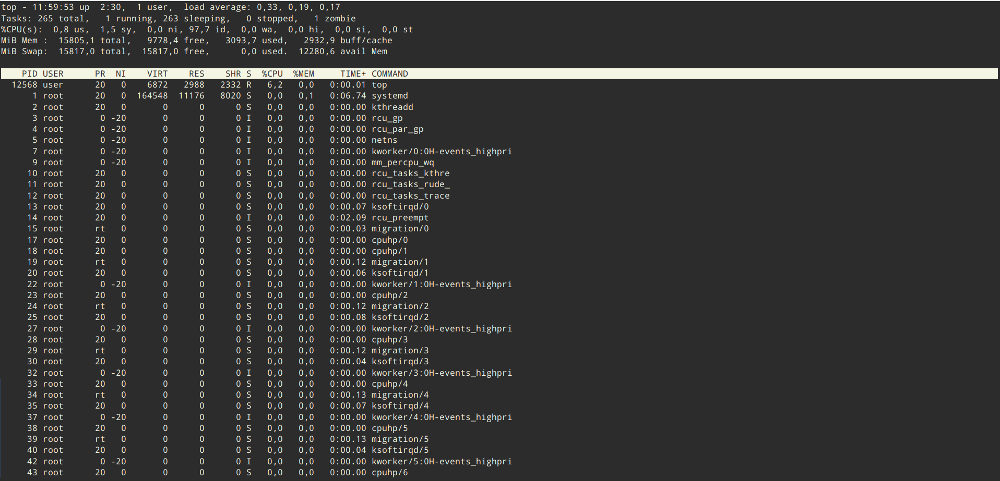 top - 11:59:53 up  2:30,  1 user,  load average: 0,33, 0,19, 0,17
Tasks: 265 total,   1 running, 263 sleeping,   0 stopped,   1 zombie
%CPU(s):  0,8 us,  1,5 sy,  0,0 ni, 97,7 id,  0,0 wa,  0,0 hi,  0,0 si,  0,0 st
MiB Mem :  15805,1 total,   9778,4 free,   3093,7 used,   2932,9 buff/cache
MiB Swap:  15817,0 total,  15817,0 free,      0,0 used.  12280,6 avail Mem
    PID USER      PR  NI    VIRT    RES    SHR S  %CPU  %MEM     TIME+ COMMAND
  12568 user      20   0    6872   2988   2332 R   6,2   0,0   0:00.01 top
      1 root      20   0  164548  11176   8020 S   0,0   0,1   0:06.74 systemd
      2 root      20   0       0      0      0 S   0,0   0,0   0:00.00 kthreadd
      3 root       0 -20       0      0      0 I   0,0   0,0   0:00.00 rcu_gp
      4 root       0 -20       0      0      0 I   0,0   0,0   0:00.00 rcu_par_gp
      5 root       0 -20       0      0      0 I   0,0   0,0   0:00.00 netns
      7 root       0 -20       0      0      0 I   0,0   0,0   0:00.00 kworker/0:0H-events_highpri
      9 root       0 -20       0      0      0 I   0,0   0,0   0:00.00 mm_percpu_wq
     10 root      20   0       0      0      0 S   0,0   0,0   0:00.00 rcu_tasks_kthre
     11 root      20   0       0      0      0 S   0,0   0,0   0:00.00 rcu_tasks_rude_
     12 root      20   0       0      0      0 S   0,0   0,0   0:00.00 rcu_tasks_trace
     13 root      20   0       0      0      0 S   0,0   0,0   0:00.07 ksoftirqd/0
     14 root      20   0       0      0      0 I   0,0   0,0   0:02.09 rcu_preempt
     15 root      rt   0       0      0      0 S   0,0   0,0   0:00.03 migration/0
     17 root      20   0       0      0      0 S   0,0   0,0   0:00.00 cpuhp/0
     18 root      20   0       0      0      0 S   0,0   0,0   0:00.00 cpuhp/1
     19 root      rt   0       0      0      0 S   0,0   0,0   0:00.12 migration/1
     20 root      20   0       0      0      0 S   0,0   0,0   0:00.06 ksoftirqd/1
     22 root       0 -20       0      0      0 I   0,0   0,0   0:00.00 kworker/1:0H-events_highpri
     23 root      20   0       0      0      0 S   0,0   0,0   0:00.00 cpuhp/2
     24 root      rt   0       0      0      0 S   0,0   0,0   0:00.12 migration/2
     25 root      20   0       0      0      0 S   0,0   0,0   0:00.08 ksoftirqd/2
     27 root       0 -20       0      0      0 I   0,0   0,0   0:00.00 kworker/2:0H-events_highpri
     28 root      20   0       0      0      0 S   0,0   0,0   0:00.00 cpuhp/3
     29 root      rt   0       0      0      0 S   0,0   0,0   0:00.12 migration/3
     30 root      20   0       0      0      0 S   0,0   0,0   0:00.04 ksoftirqd/3
     32 root       0 -20       0      0      0 I   0,0   0,0   0:00.00 kworker/3:0H-events_highpri
     33 root      20   0       0      0      0 S   0,0   0,0   0:00.00 cpuhp/4
     34 root      rt   0       0      0      0 S   0,0   0,0   0:00.13 migration/4
     35 root      20   0       0      0      0 S   0,0   0,0   0:00.07 ksoftirqd/4
     37 root       0 -20       0      0      0 I   0,0   0,0   0:00.00 kworker/4:0H-events_highpri
     38 root      20   0       0      0      0 S   0,0   0,0   0:00.00 cpuhp/5
     39 root      rt   0       0      0      0 S   0,0   0,0   0:00.13 migration/5
     40 root      20   0       0      0      0 S   0,0   0,0   0:00.04 ksoftirqd/5
     42 root       0 -20       0      0      0 I   0,0   0,0   0:00.00 kworker/5:0H-events_highpri
     43 root      20   0       0      0      0 S   0,0   0,0   0:00.00 cpuhp/6